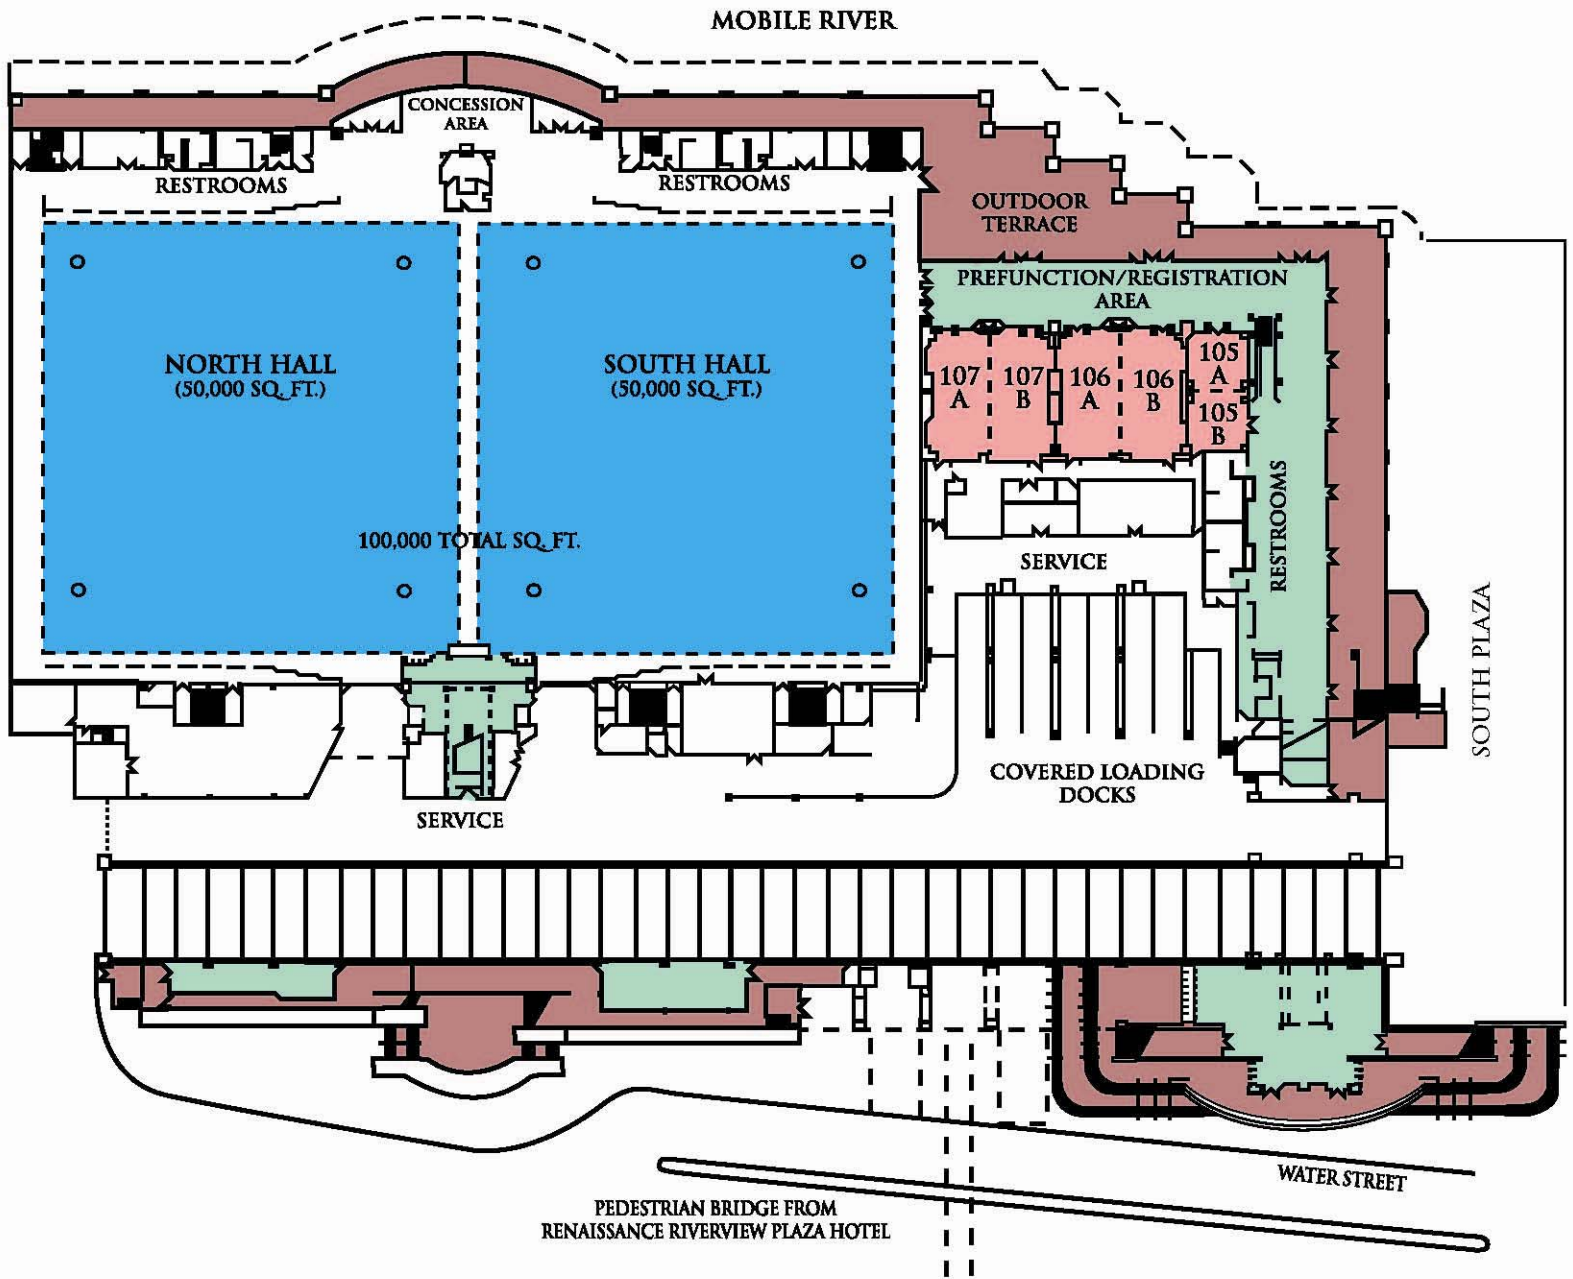 MOBILE RIVER
CONCESSION
AREA
RESTROOMS
RESTROOMS
OUTDOOR
TERRACE
PREFUNCTION/REGISTRATION
AREA
NORTH HALL
(50,000 SQ. FT.)
SOUTH HALL
(50,000 SQ. FT.)
107
A
107
B
106
A
106
B
105
A
105
B
100,000 TOTAL SQ. FT.
RESTROOMS
SERVICE
SOUTH PLAZA
COVERED LOADING
DOCKS
SERVICE
WATER STREET
PEDESTRIAN BRIDGE FROM
RENAISSANCE RIVERVIEW PLAZA HOTEL